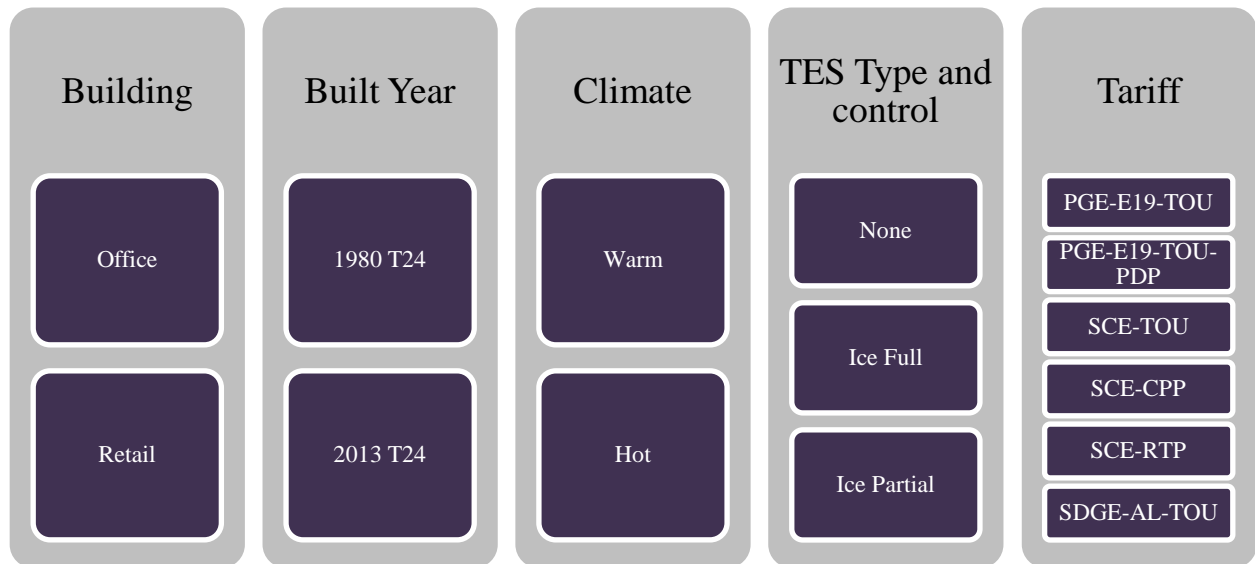 Building
Office
Retail
Built Year
1980 T24
2013 T24
Climate
Warm
Hot
TES Type and
control
None
Ice Full
Ice Partial
Tariff
PGE-E19-TOU
PGE-E19-TOU-
PDP
SCE-TOU
SCE-CPP
SCE-RTP
SDGE-AL-TOU